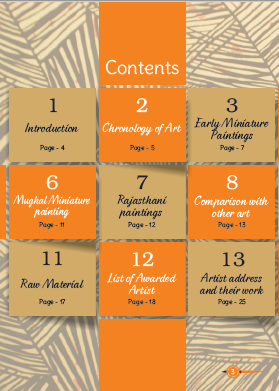 Contents
1
Introduction
Page - 4
2
Chronology of Art
Page - 5
3
Early Miniature
Paintings
Page - 7
6
Mughal Miniature
painting
Page - 11
7
Rajasthani
paintings
Page -12
8
Comparison with
other art
Page - 13
11
Raw Material
Page - 17
12
List of Awarded
Artist
Page - 18
13
Artist address
and their work
Page - 25
3